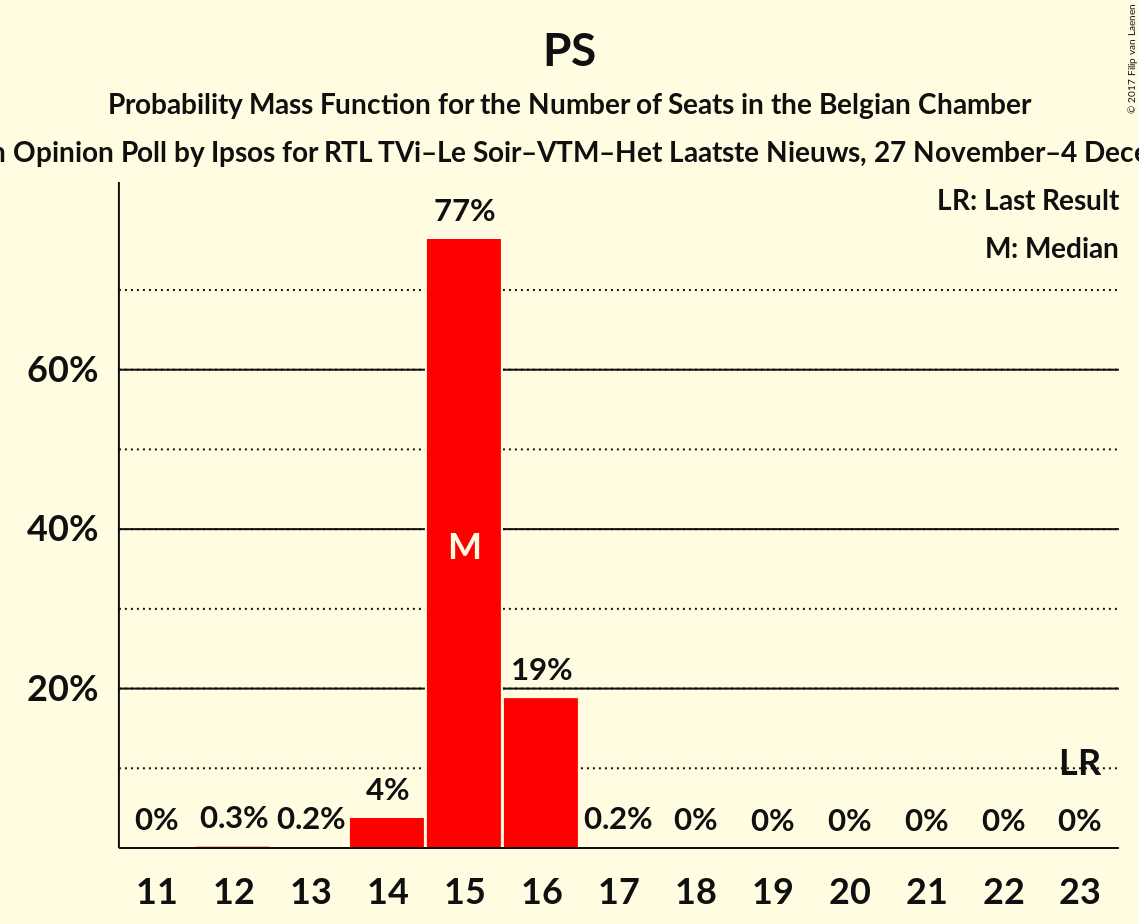 PS
Probability Mass Function for the Number of Seats in the Belgian Chamber
Opinion Poll by Ipsos for RTL TVi–Le Soir–VTM–Het Laatste Nieuws, 27 November–4
© 2017 Filip van Laenen
LR: Last Result
M: Median
77%
60%
40%
M
19%
20%
LR
4%
0% 0.3% 0.2% 0.2% 0% 0% 0% 0% 0% 0%
11 12 13 14 15 16 17 18 19 20 21 22 23